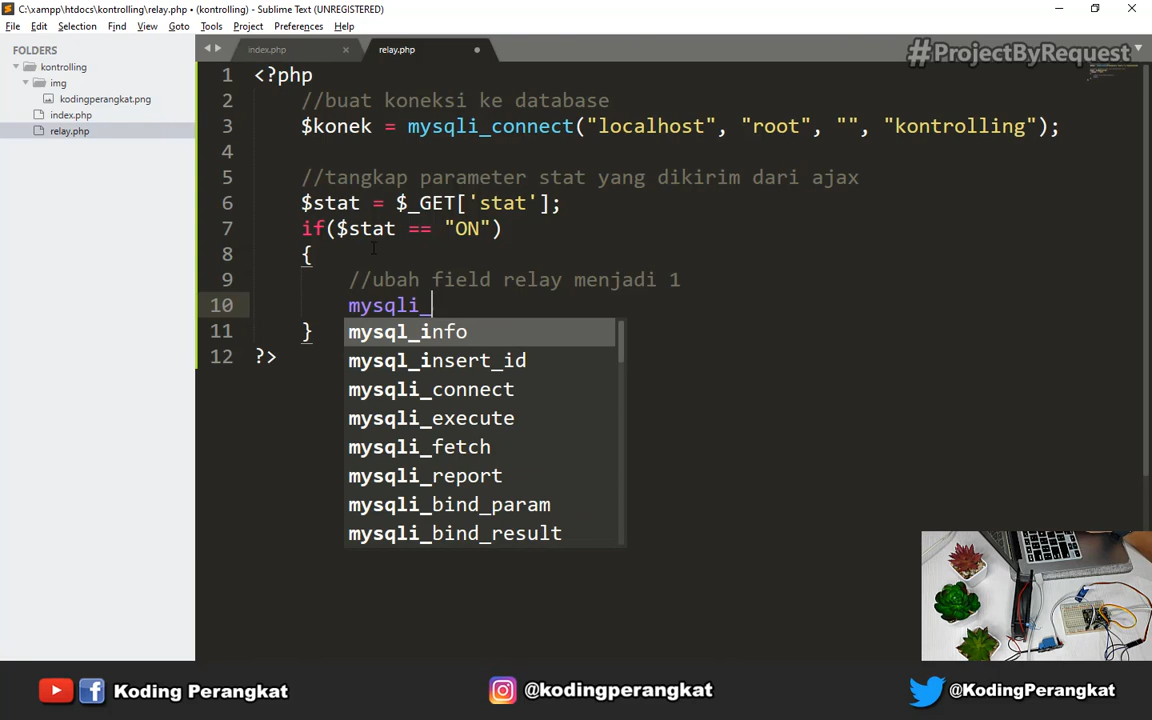 C:\xampp\htdocs\kontrolling\relay.php • (kontrolling) - Sublime Text (UNREGISTERED)
File Edit Selection Find View Goto Tools Project Preferences Help
FOLDERS
kontrolling
img
kodingperangkat.png
index.php
relay.php
index.php relay.php
#ProjectByRequest
1 <?php
2 //buat koneksi ke database
3 $konek = mysqli_connect("localhost", "root", "", "kontrolling");
4
5 //tangkap parameter stat yang dikirim dari ajax
6 $stat = $_GET['stat'];
7 if($stat == "ON")
8 {
9 //ubah field relay menjadi 1
10 mysqli_
11 }
12 ?>
mysql_info
mysql_insert_id
mysqli_connect
mysqli_execute
mysqli_fetch
mysqli_report
mysqli_bind_param
mysqli_bind_result
Koding Perangkat @kodingperangkat @KodingPerangkat